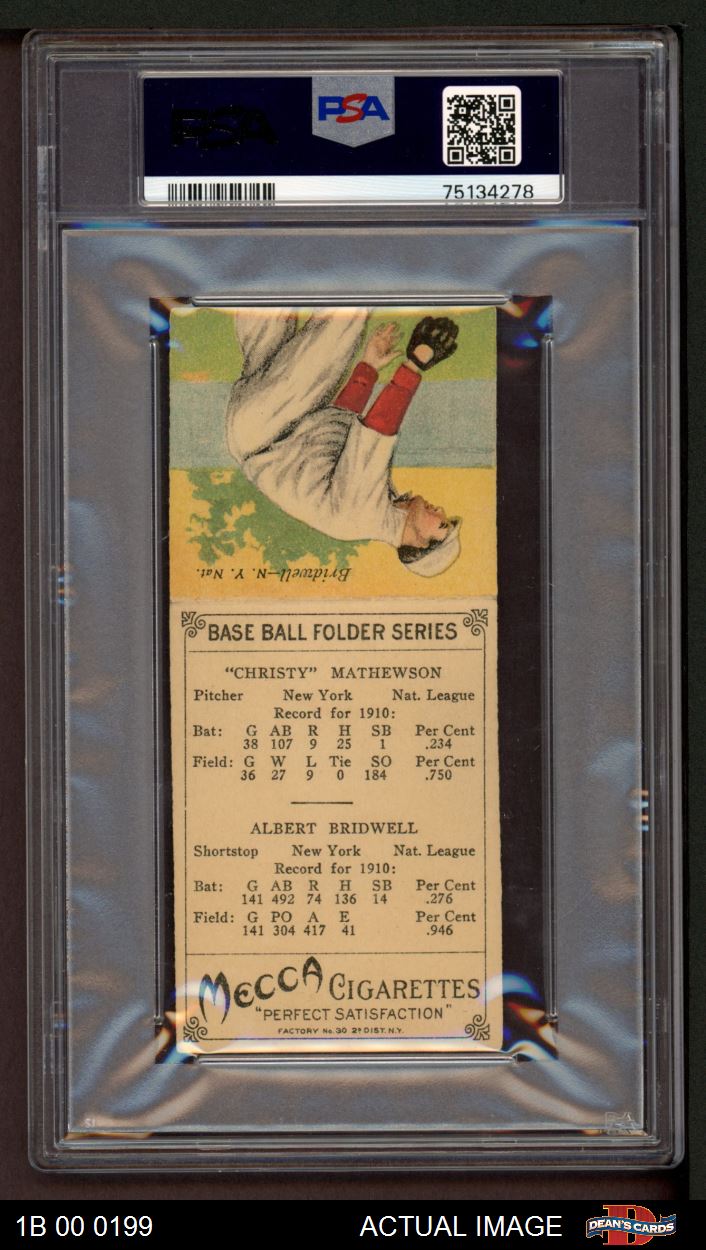 PSA
PSA
75134278
Bridwell—N. Y. Nat.
BASE BALL FOLDER SERIES
"CHRISTY" MATHEWSON
Pitcher New York Nat. League
Record for 1910:
Bat: G AB R H SB Per Cent
38 107 9 25 1 .234
Field: G W L Tie SO Per Cent
36 27 9 0 184 .750
ALBERT BRIDWELL
Shortstop New York Nat. League
Record for 1910:
Bat: G AB R H SB Per Cent
141 492 74 136 14 .276
Field: G PO A E Per Cent
141 304 417 41 .946
MECCA CIGARETTES
"PERFECT SATISFACTION"
FACTORY No. 30 2D DIST. N.Y.
SI
PSA
1B 00 0199 ACTUAL IMAGE DEAN'S CARDS